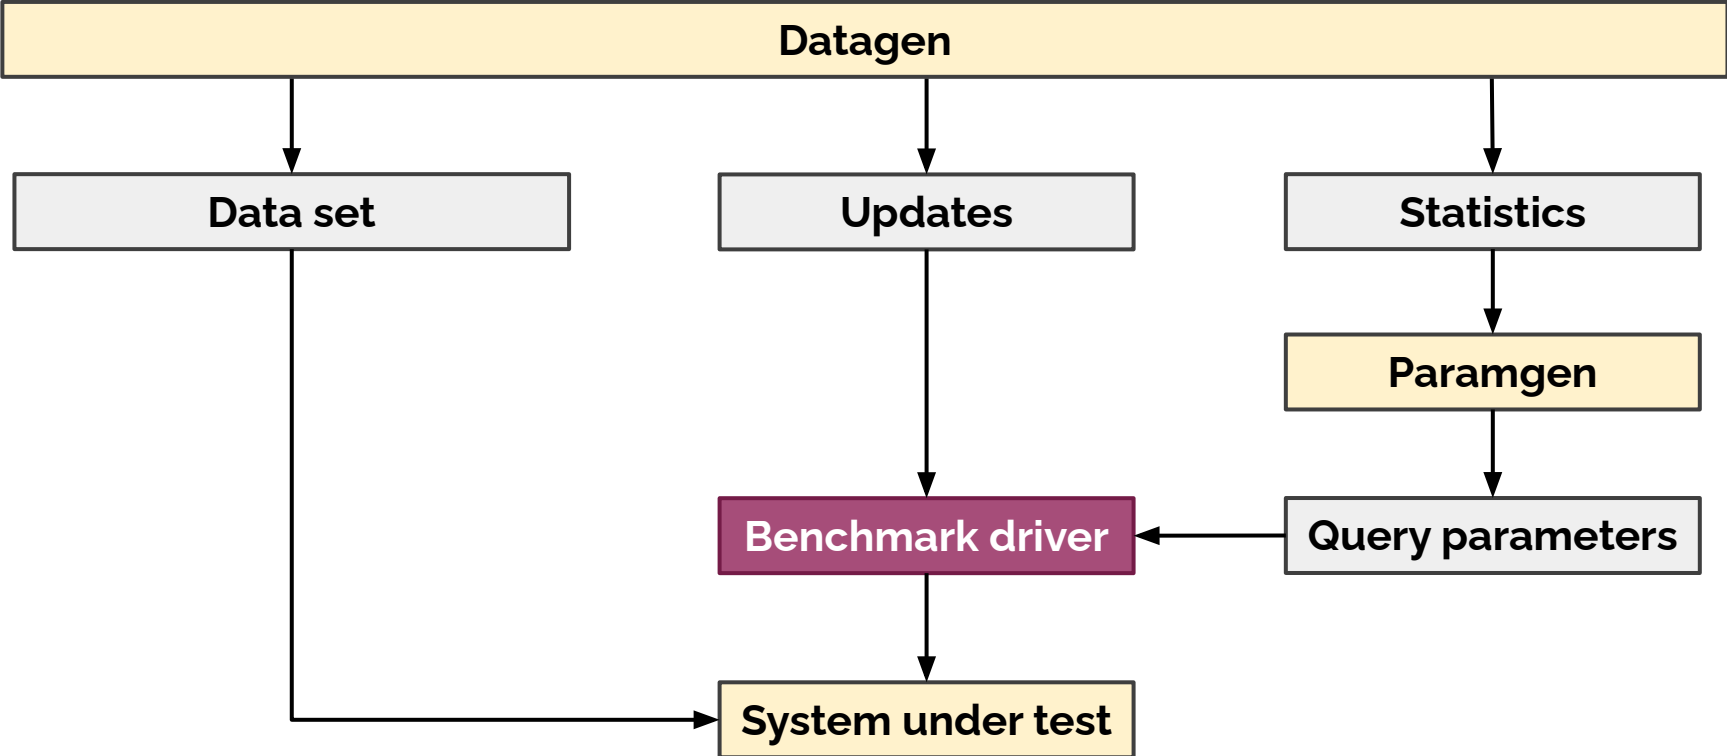 Datagen
Data set
Updates
Statistics
Paramgen
Benchmark driver
Query parameters
System under test